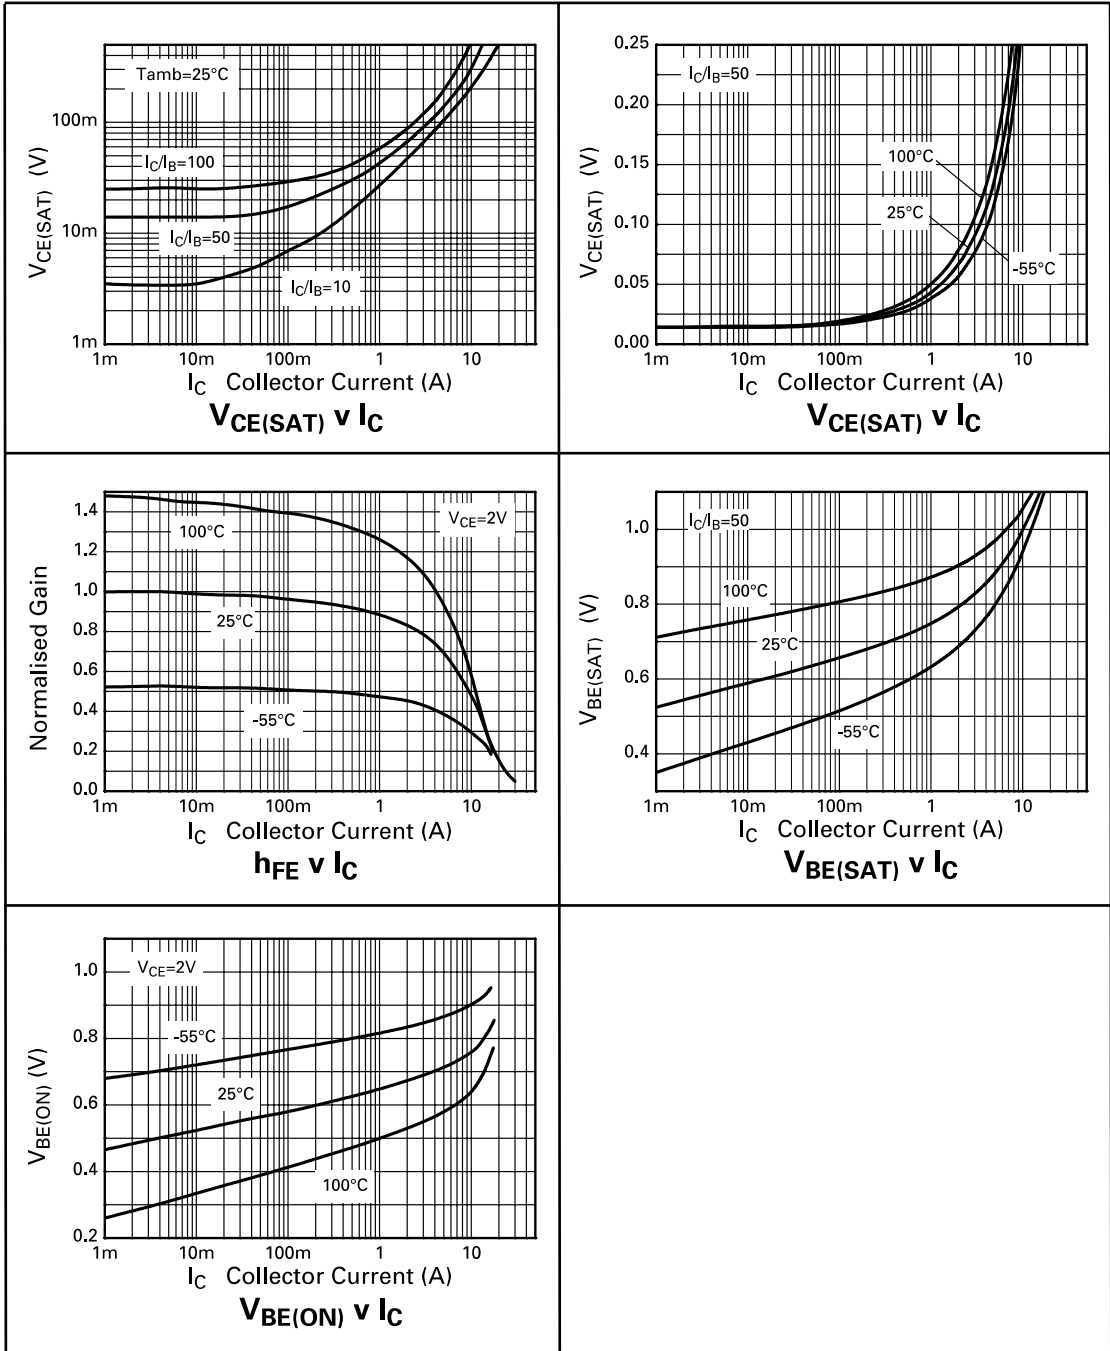 Tamb=25°C
IC/IB=100
IC/IB=50
IC/IB=10
100m
10m
1m
VCE(SAT) (V)
1m 10m 100m 1 10
IC Collector Current (A)
VCE(SAT) v IC
IC/IB=50
100°C
25°C
-55°C
0.25
0.20
0.15
0.10
0.05
0.00
VCE(SAT) (V)
1m 10m 100m 1 10
IC Collector Current (A)
VCE(SAT) v IC
VCE=2V
100°C
25°C
-55°C
1.4
1.2
1.0
0.8
0.6
0.4
0.2
0.0
Normalised Gain
1m 10m 100m 1 10
IC Collector Current (A)
hFE v IC
IC/IB=50
100°C
25°C
-55°C
1.0
0.8
0.6
0.4
VBE(SAT) (V)
1m 10m 100m 1 10
IC Collector Current (A)
VBE(SAT) v IC
VCE=2V
-55°C
25°C
100°C
1.0
0.8
0.6
0.4
0.2
VBE(ON) (V)
1m 10m 100m 1 10
IC Collector Current (A)
VBE(ON) v IC